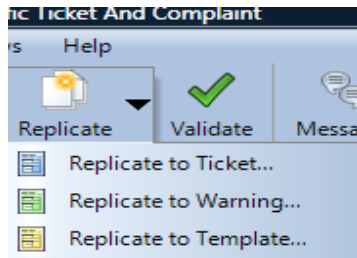 ic Ticket And Complaint
s Help
Replicate Validate Messa
Replicate to Ticket...
Replicate to Warning...
Replicate to Template...